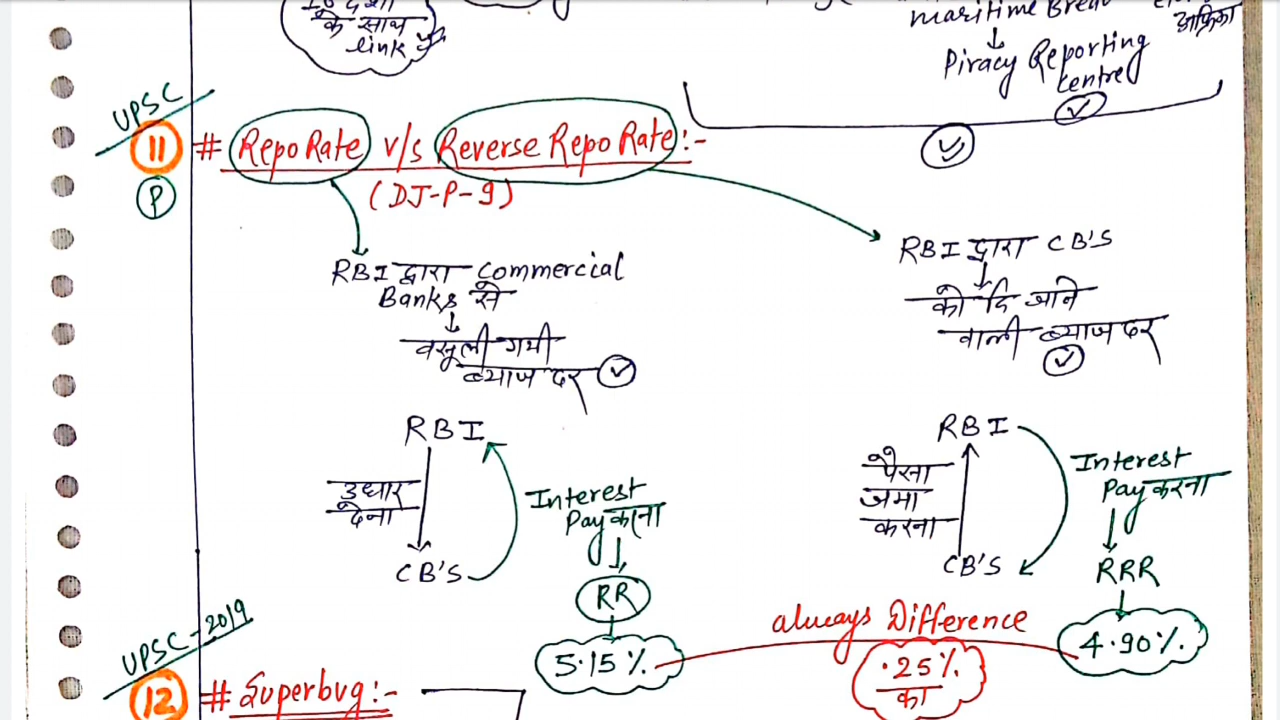 के साथ
link
maritime
अफ्रिका
Piracy Reporting
Centre
UPSC
11 # Repo Rate v/s Reverse Repo Rate:-
P
(DJ-P-9)
RBI द्वारा Commercial
Banks से
वसूली गयी
ब्याज दर
RBI द्वारा CB'S
को दि जाने
वाली ब्याज दर
RBI
उधार
देना
Interest
Pay करना
CB'S
RR
5.15 %
RBI
पैसा
जमा
करना
Interest
Pay करना
CB'S
RRR
4.90 %
always Difference
.25 %
का
UPSC - 2019
12 # Superbug:-